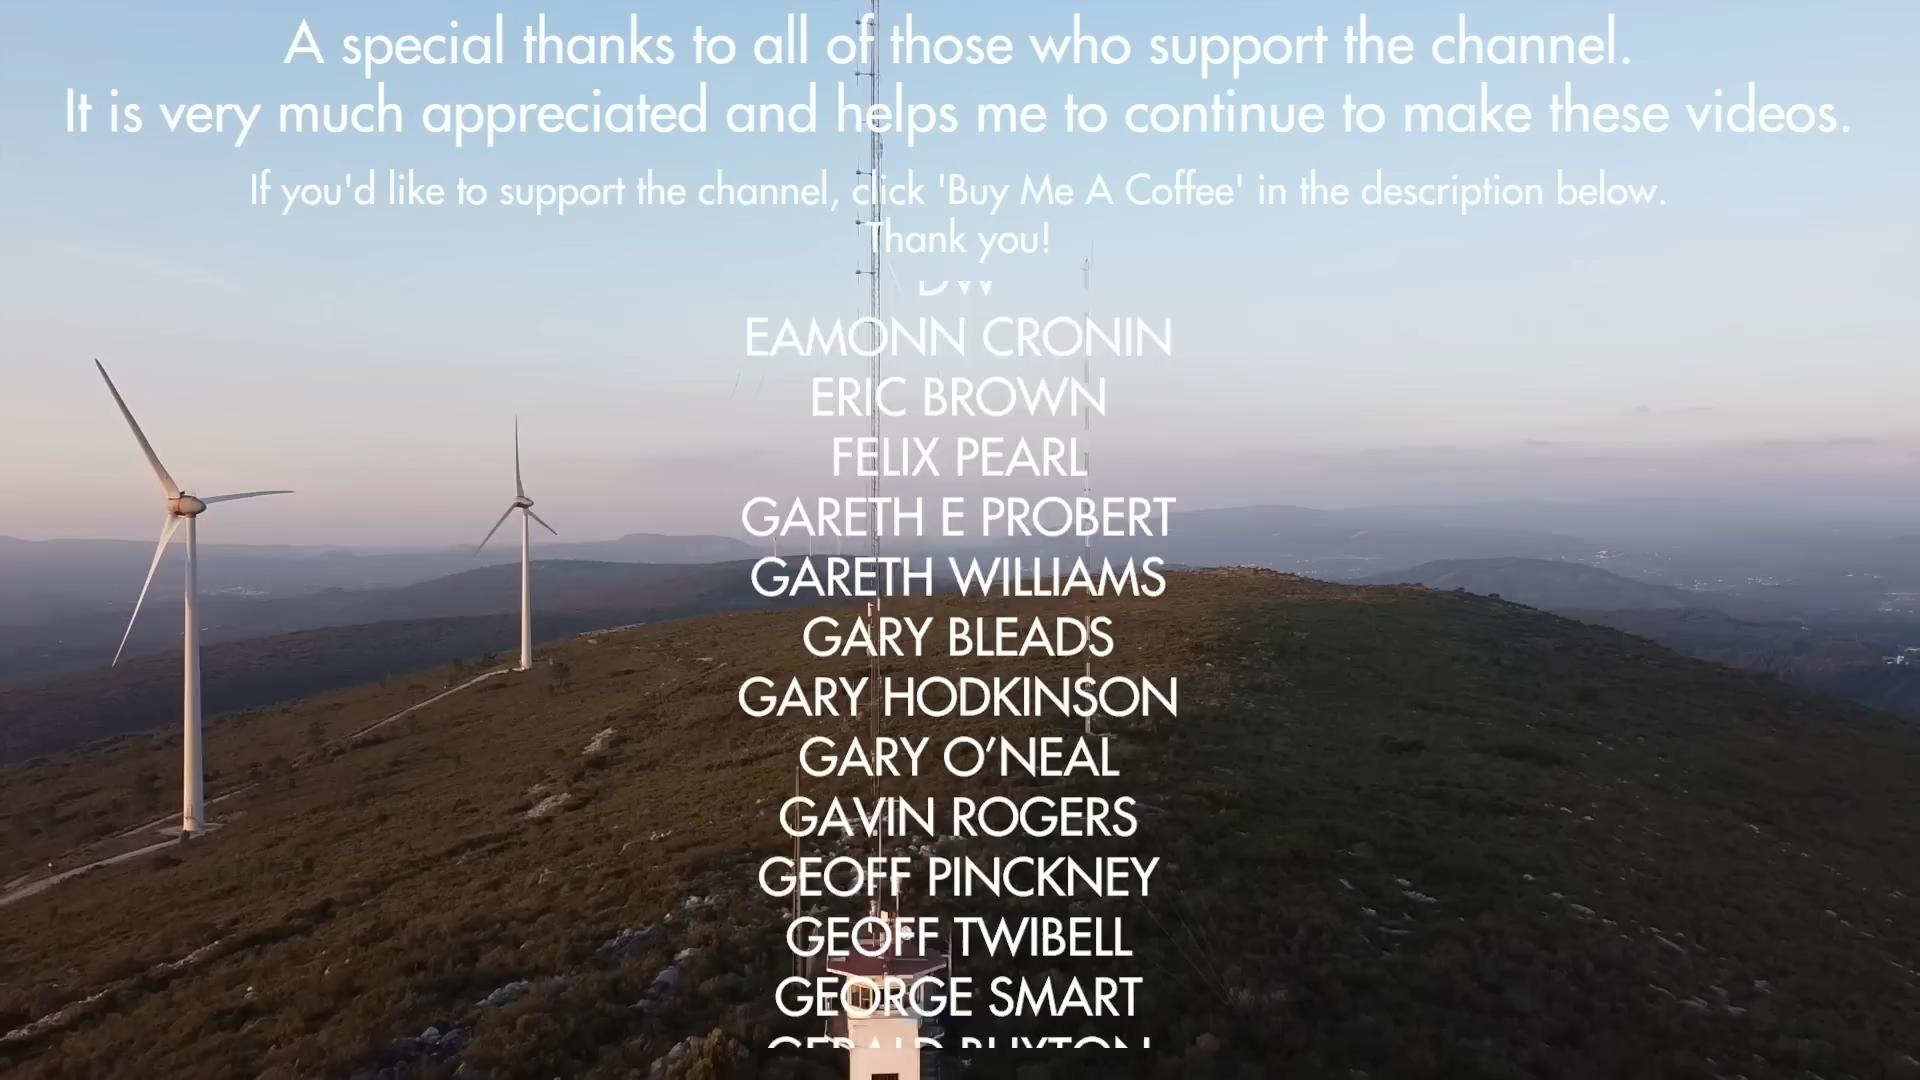 A special thanks to all of those who support the channel.
It is very much appreciated and helps me to continue to make these videos.
If you'd like to support the channel, click 'Buy Me A Coffee' in the description below.
Thank you!
DW
EAMONN CRONIN
ERIC BROWN
FELIX PEARL
GARETH E PROBERT
GARETH WILLIAMS
GARY BLEADS
GARY HODKINSON
GARY O’NEAL
GAVIN ROGERS
GEOFF PINCKNEY
GEOFF TWIBELL
GEORGE SMART
GERALD BUXTON